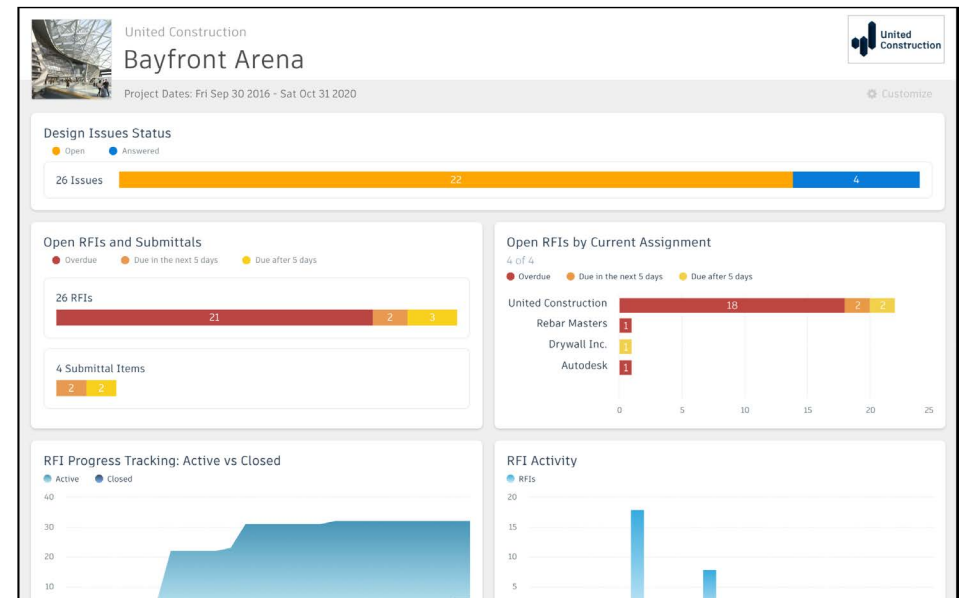 United Construction
Bayfront Arena
United
Construction
Project Dates: Fri Sep 30 2016 - Sat Oct 31 2020
Customize
Design Issues Status
Open Answered
26 Issues 22 4
Open RFIs and Submittals
Overdue Due in the next 5 days Due after 5 days
26 RFIs
21 2 3
4 Submittal Items
2 2
Open RFIs by Current Assignment
4 of 4
Overdue Due in the next 5 days Due after 5 days
United Construction 18 2 2
Rebar Masters 1
Drywall Inc. 1
Autodesk 1
0 5 10 15 20 25
RFI Progress Tracking: Active vs Closed
Active Closed
40
30
20
10
RFI Activity
RFIs
20
15
10
5